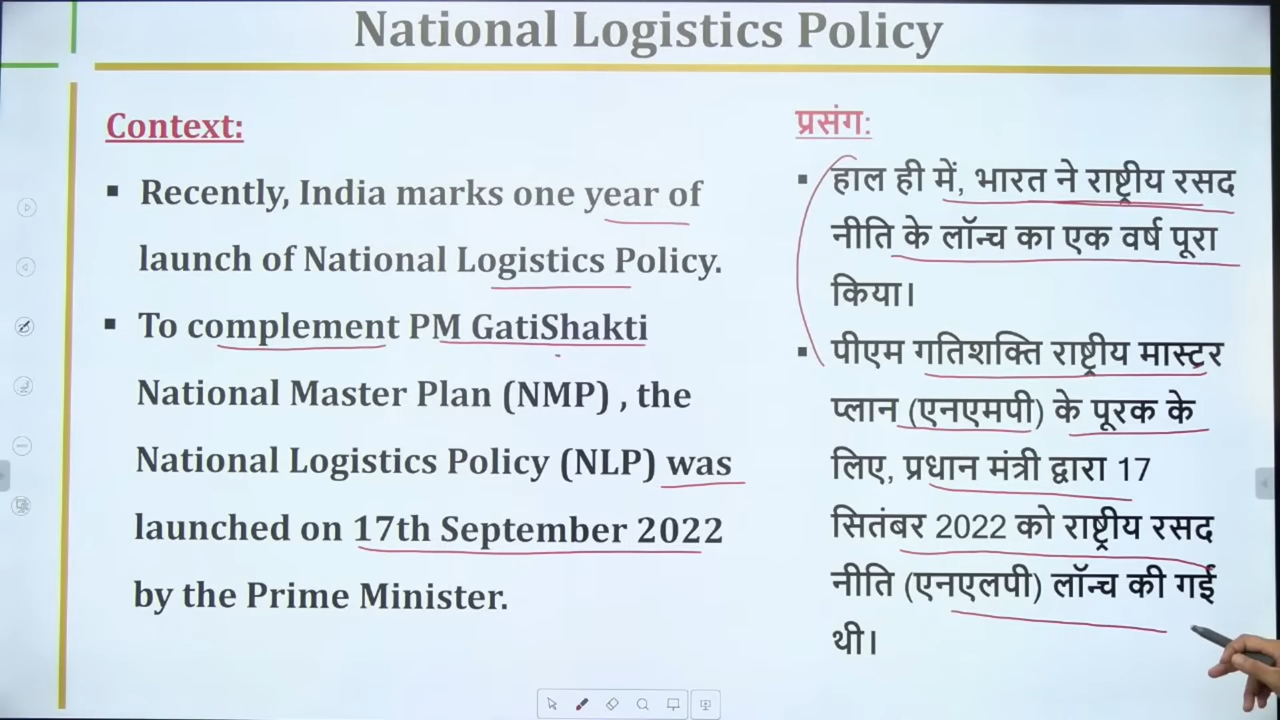 National Logistics Policy
Context:
▪ Recently, India marks one year of
launch of National Logistics Policy.
▪ To complement PM GatiShakti
National Master Plan (NMP) , the
National Logistics Policy (NLP) was
launched on 17th September 2022
by the Prime Minister.
प्रसंग:
▪ हाल ही में, भारत ने राष्ट्रीय रसद
नीति के लॉन्च का एक वर्ष पूरा
किया।
▪ पीएम गतिशक्ति राष्ट्रीय मास्टर
प्लान (एनएमपी) के पूरक के
लिए, प्रधान मंत्री द्वारा 17
सितंबर 2022 को राष्ट्रीय रसद
नीति (एनएलपी) लॉन्च की गई
थी।